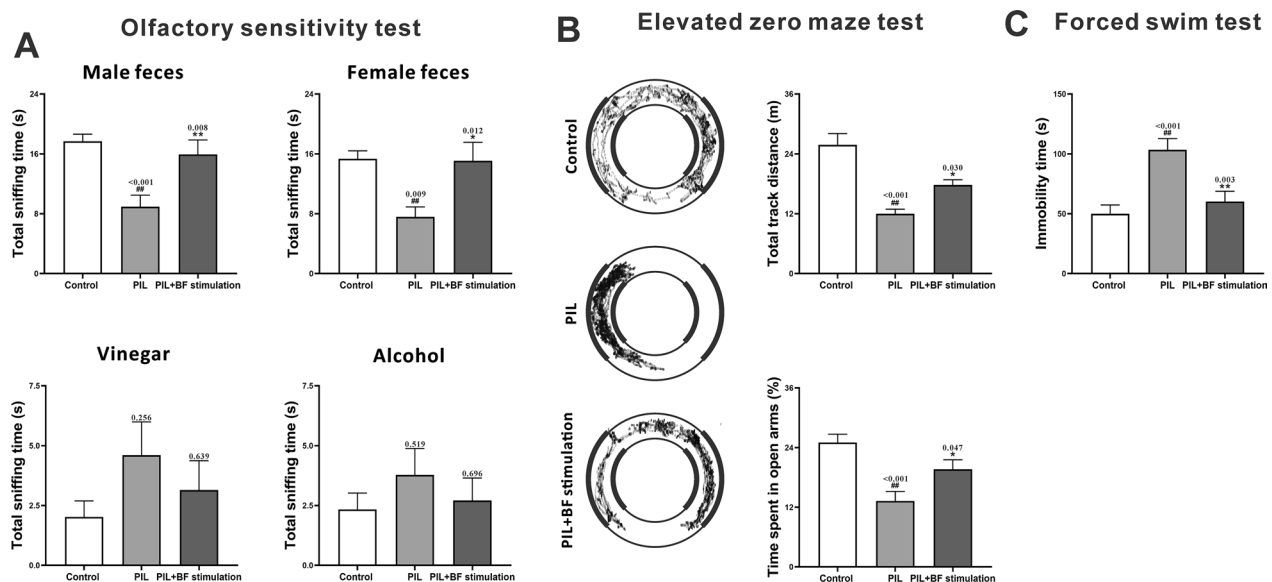 A
Olfactory sensitivity test
Male feces
Total sniffing time (s)
24
16
8
0
<0.001
##
0.008
**
Control
PIL
PIL+BF stimulation
Female feces
Total sniffing time (s)
24
16
8
0
0.009
##
0.012
*
Control
PIL
PIL+BF stimulation
Vinegar
Total sniffing time (s)
7.5
5.0
2.5
0.0
0.256
0.639
Control
PIL
PIL+BF stimulation
Alcohol
Total sniffing time (s)
7.5
5.0
2.5
0.0
0.519
0.696
Control
PIL
PIL+BF stimulation
B
Elevated zero maze test
Control
PIL
PIL+BF stimulation
Total track distance (m)
36
24
12
0
<0.001
##
0.030
*
Control
PIL
PIL+BF stimulation
Time spent in open arms (%)
36
24
12
0
<0.001
##
0.047
*
Control
PIL
PIL+BF stimulation
C
Forced swim test
Immobility time (s)
150
100
50
0
<0.001
##
0.003
**
Control
PIL
PIL+BF stimulation